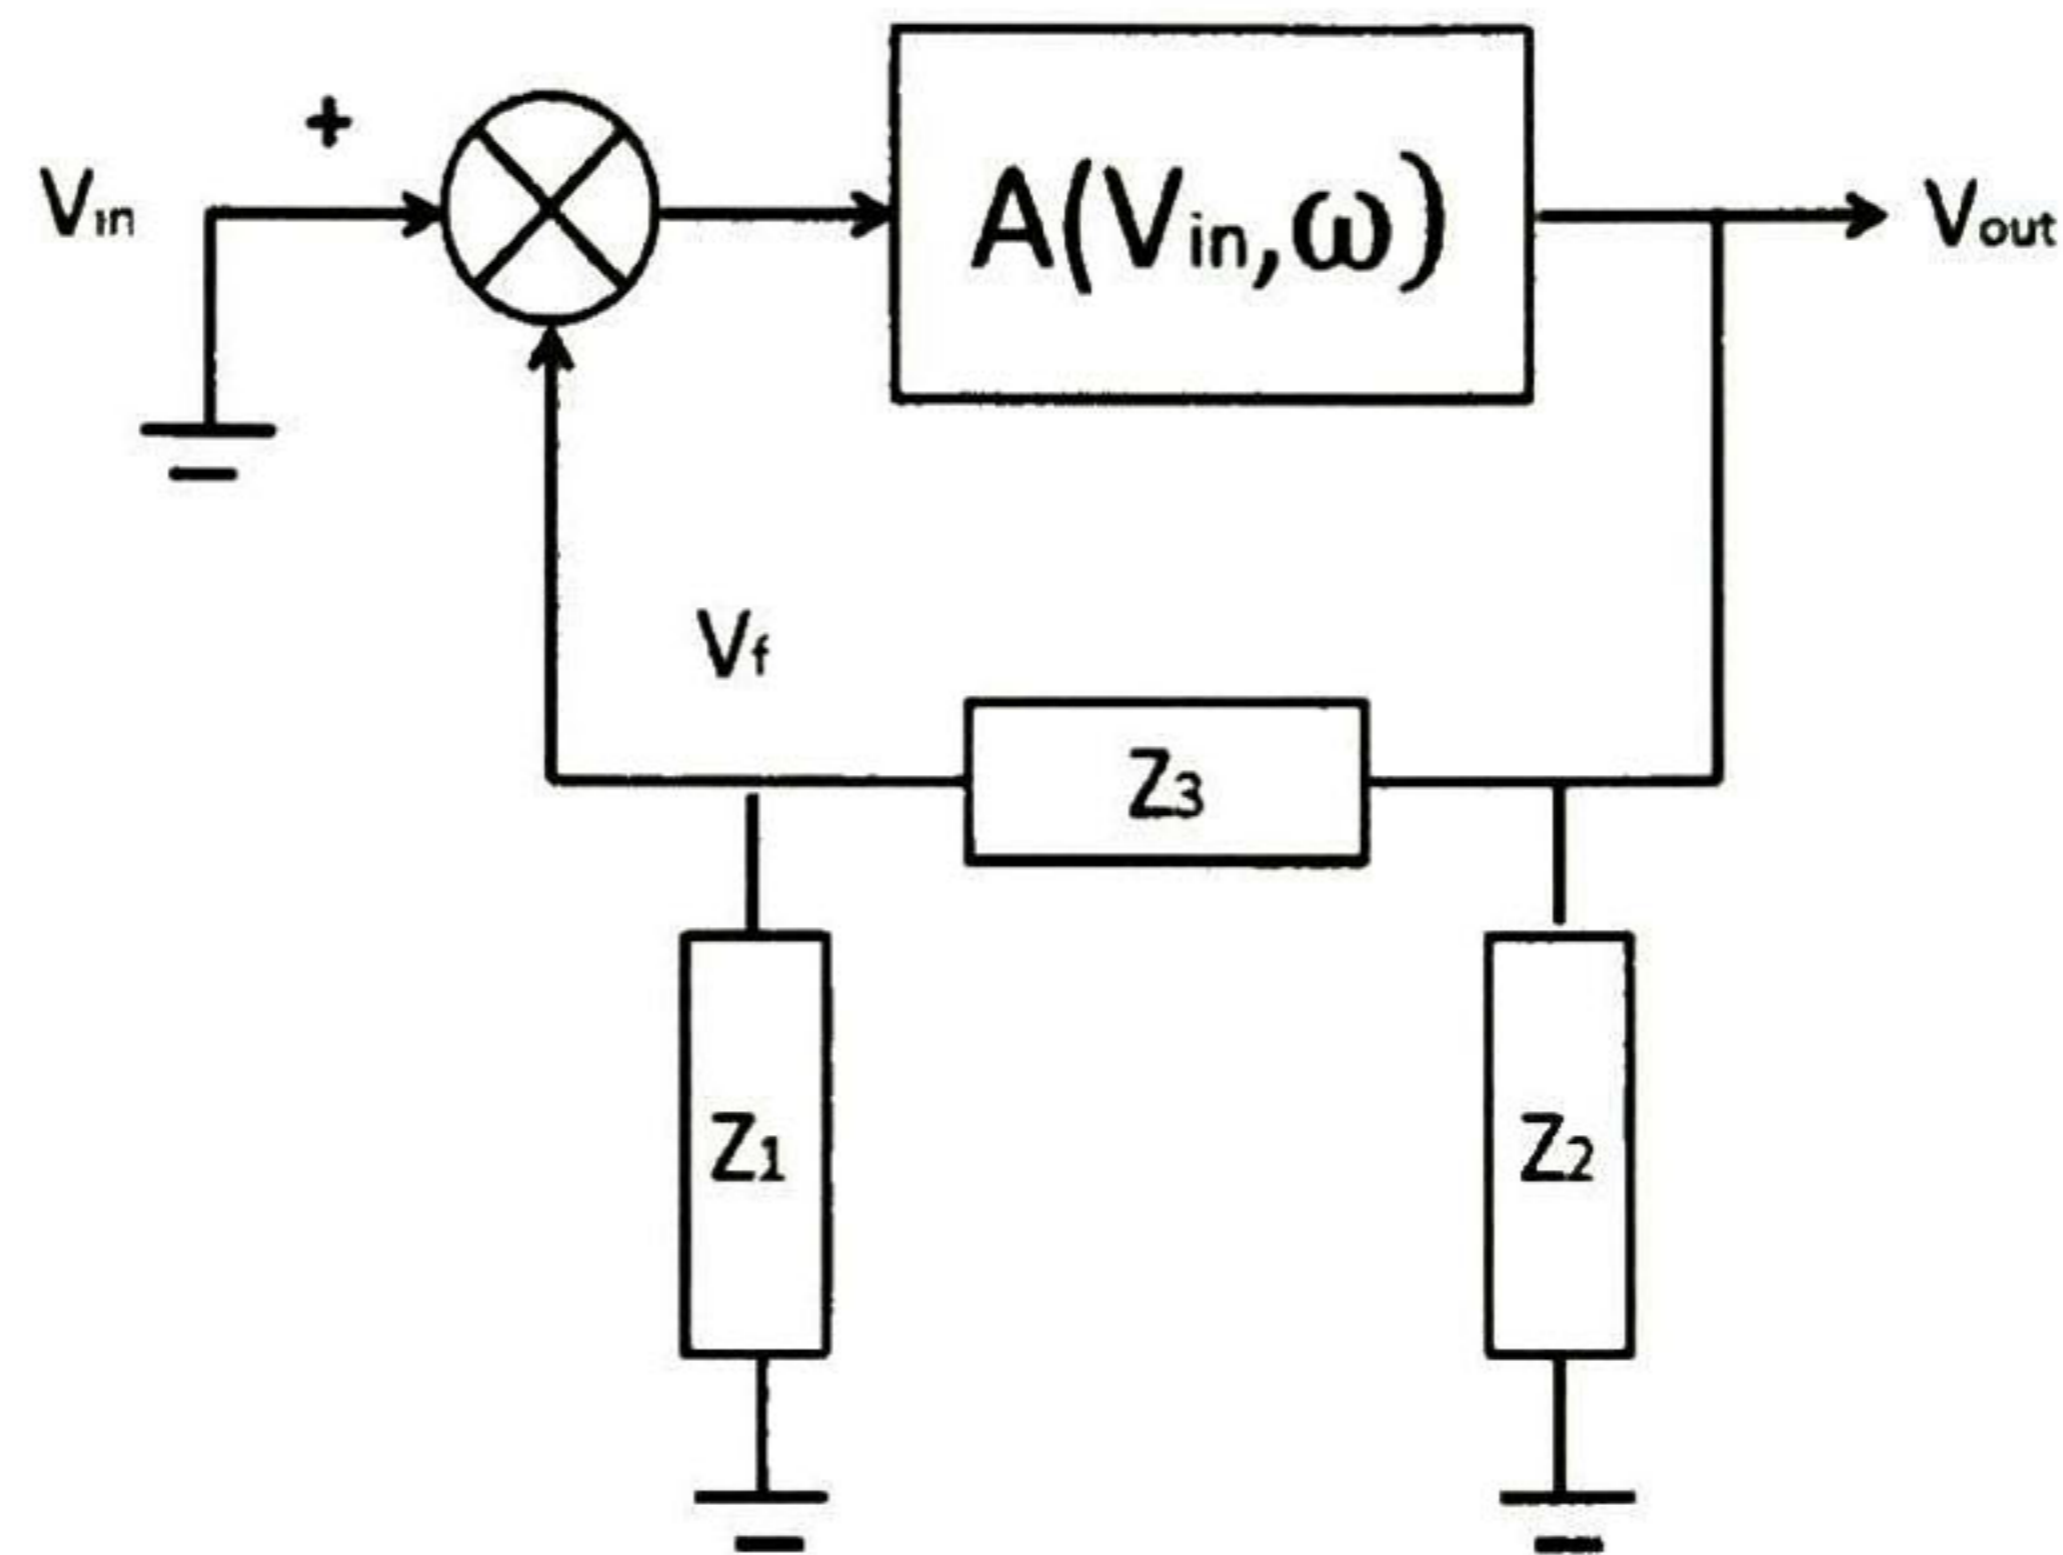 +
Vin
A(Vin,ω)
Vout
Vf
Z3
Z1
Z2